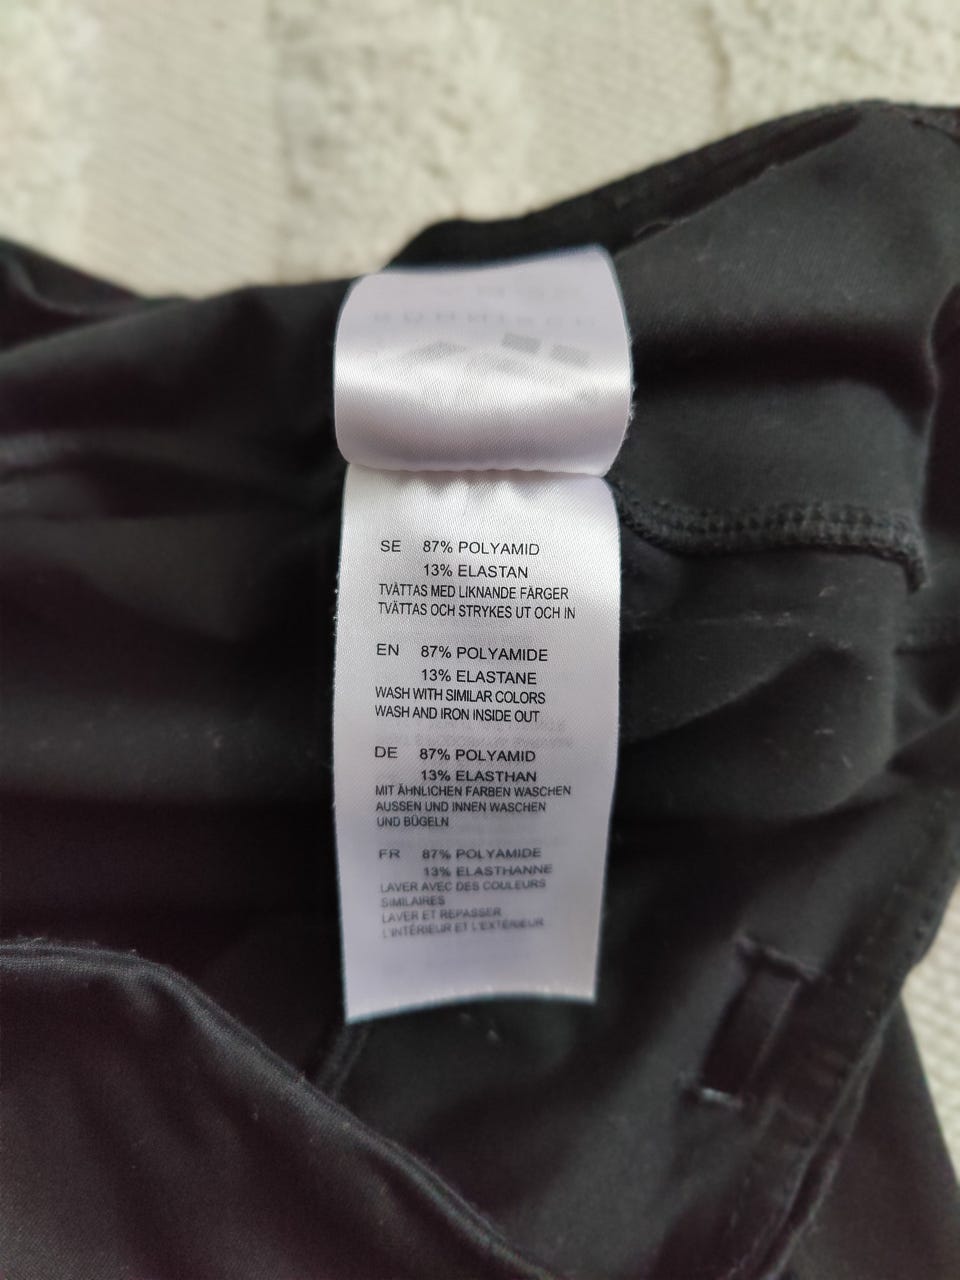 SE 87% POLYAMID
13% ELASTAN
TVÄTTAS MED LIKNANDE FÄRGER
TVÄTTAS OCH STRYKES UT OCH IN
EN 87% POLYAMIDE
13% ELASTANE
WASH WITH SIMILAR COLORS
WASH AND IRON INSIDE OUT
DE 87% POLYAMID
13% ELASTHAN
MIT ÄHNLICHEN FARBEN WASCHEN
AUSSEN UND INNEN WASCHEN
UND BÜGELN
FR 87% POLYAMIDE
13% ELASTHANNE
LAVER AVEC DES COULEURS
SIMILAIRES
LAVER ET REPASSER
L'INTÉRIEUR ET L'EXTÉRIEUR